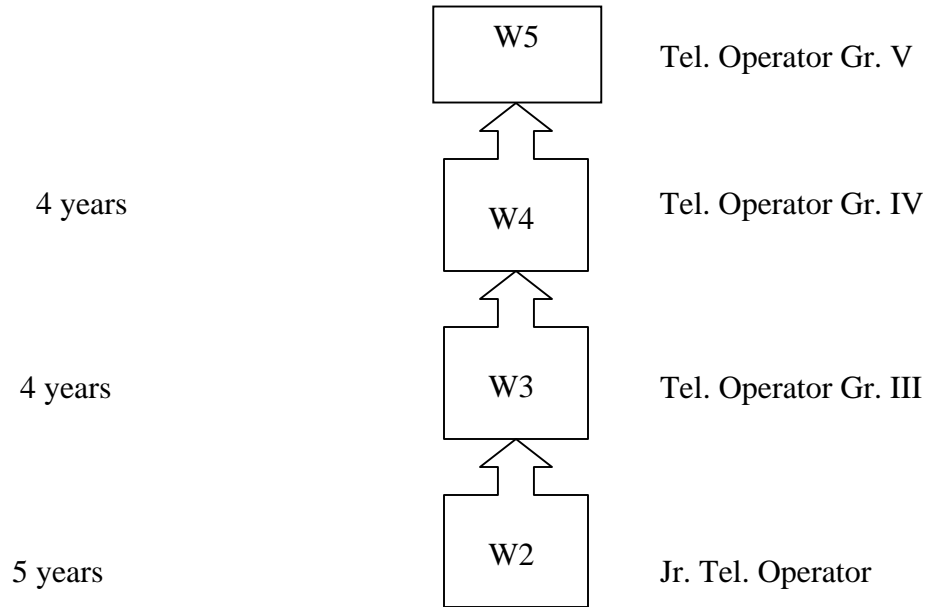 W5 Tel. Operator Gr. V
4 years W4 Tel. Operator Gr. IV
4 years W3 Tel. Operator Gr. III
5 years W2 Jr. Tel. Operator